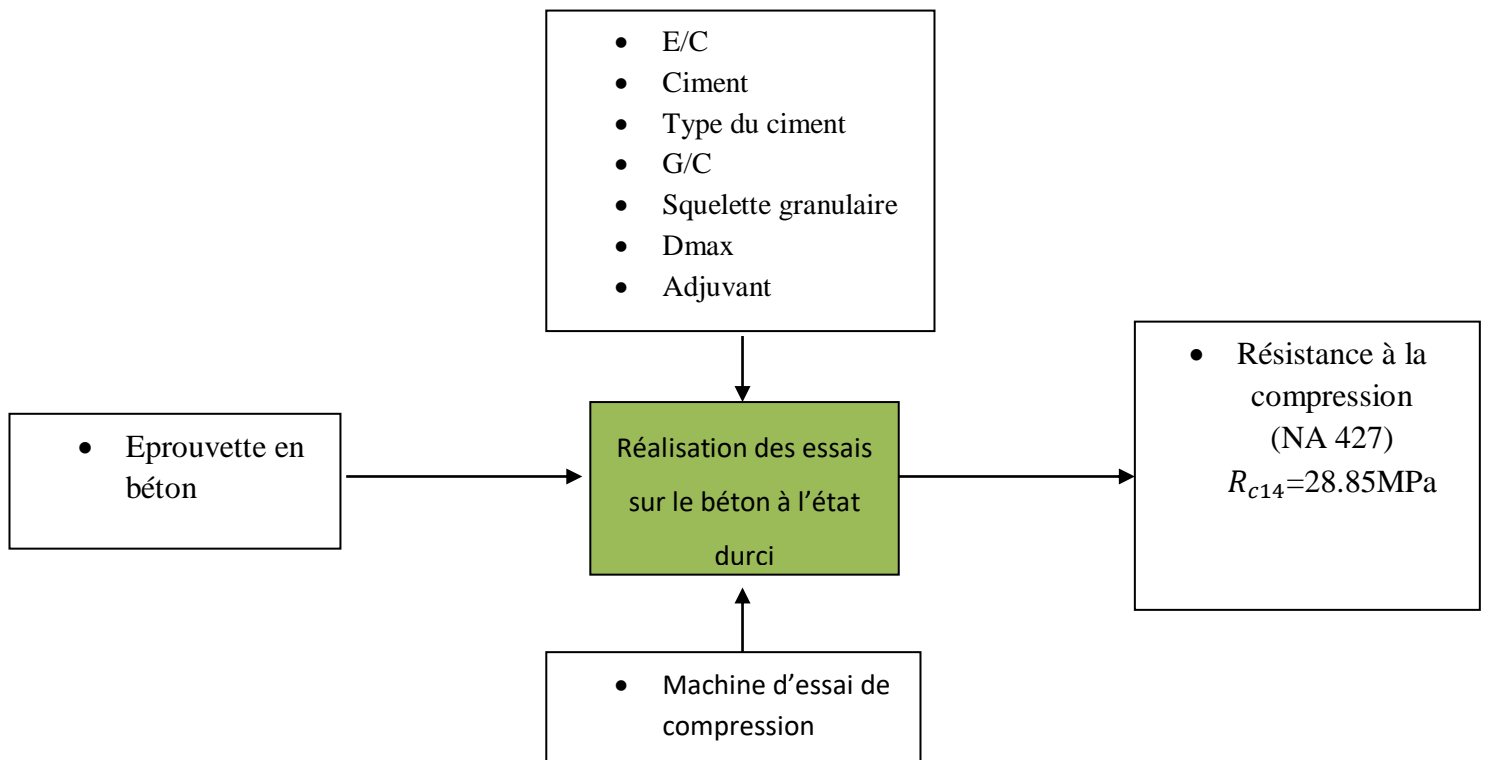 • E/C
• Ciment
• Type du ciment
• G/C
• Squelette granulaire
• Dmax
• Adjuvant
• Eprouvette en
béton
Réalisation des essais
sur le béton à l’état
durci
• Résistance à la
compression
(NA 427)
𝑅𝑐14=28.85MPa
• Machine d’essai de
compression